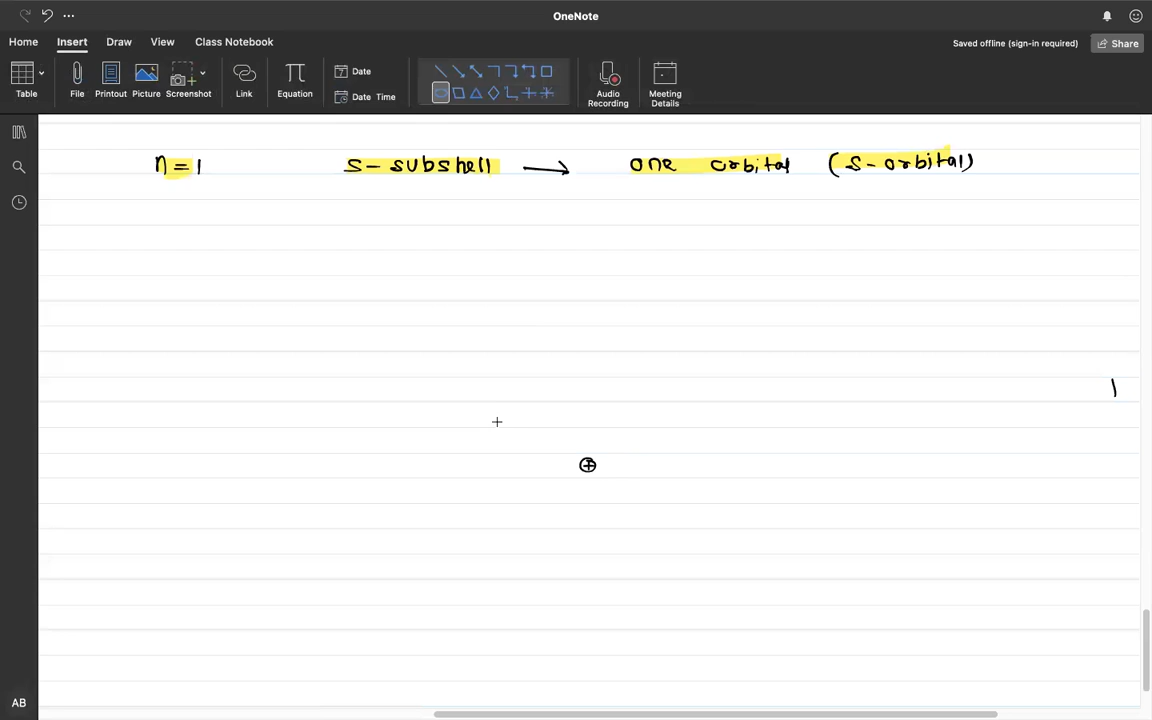 OneNote
Home Insert Draw View Class Notebook Saved offline (sign-in required) Share
Table File Printout Picture Screenshot Link Equation Date Date Time Audio Recording Meeting Details
n=1 s-subshell → one orbital (s-orbital)
1
+
AB